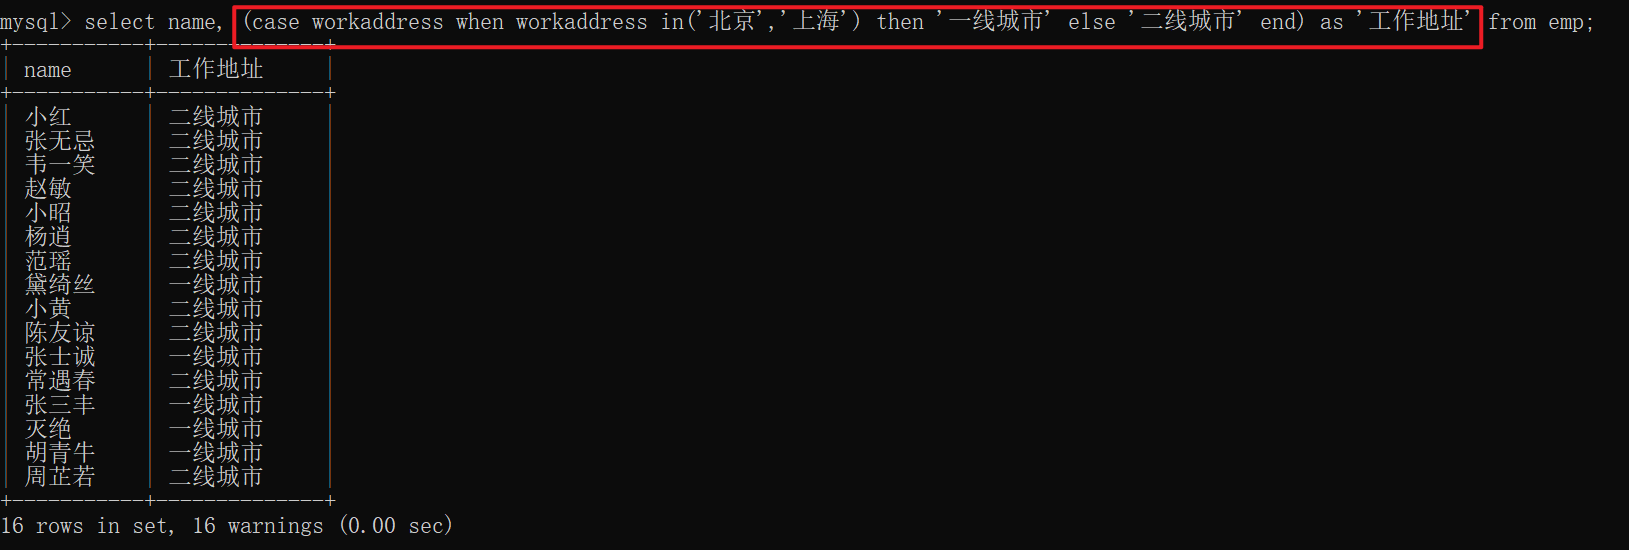 mysql> select name, (case workaddress when workaddress in('北京','上海') then '一线城市' else '二线城市' end) as '工作地址' from emp;
+-----------+--------------+
| name      | 工作地址     |
+-----------+--------------+
| 小红      | 二线城市     |
| 张无忌    | 二线城市     |
| 韦一笑    | 二线城市     |
| 赵敏      | 二线城市     |
| 小昭      | 二线城市     |
| 杨逍      | 二线城市     |
| 范瑶      | 二线城市     |
| 黛绮丝    | 一线城市     |
| 小黄      | 二线城市     |
| 陈友谅    | 二线城市     |
| 张士诚    | 一线城市     |
| 常遇春    | 二线城市     |
| 张三丰    | 一线城市     |
| 灭绝      | 一线城市     |
| 胡青牛    | 一线城市     |
| 周芷若    | 二线城市     |
+-----------+--------------+
16 rows in set, 16 warnings (0.00 sec)